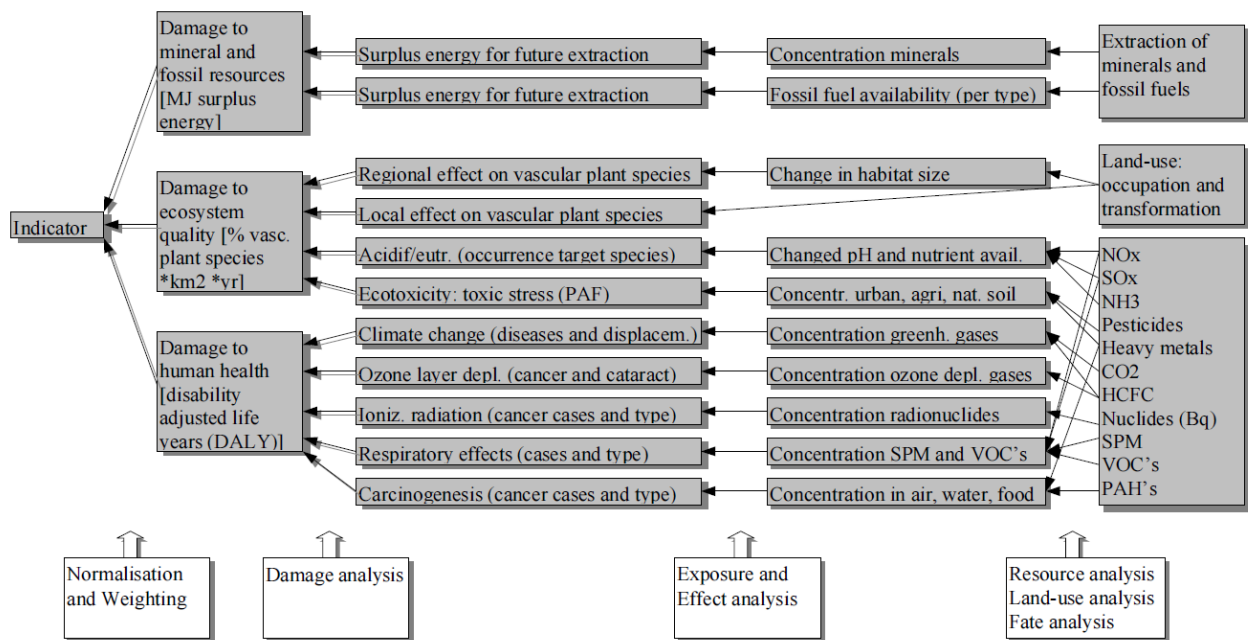 Damage to
mineral and
fossil resources
[MJ surplus
energy]
Surplus energy for future extraction
Concentration minerals
Extraction of
minerals and
fossil fuels
Surplus energy for future extraction
Fossil fuel availability (per type)
Indicator
Damage to
ecosystem
quality [% vasc.
plant species
*km2 *yr]
Regional effect on vascular plant species
Change in habitat size
Land-use:
occupation and
transformation
Local effect on vascular plant species
Acidif/eutr. (occurrence target species)
Changed pH and nutrient avail.
Ecotoxicity: toxic stress (PAF)
Concentr. urban, agri, nat. soil
NOx
SOx
NH3
Pesticides
Heavy metals
CO2
HCFC
Nuclides (Bq)
SPM
VOC's
PAH's
Damage to
human health
[disability
adjusted life
years (DALY)]
Climate change (diseases and displacem.)
Concentration greenh. gases
Ozone layer depl. (cancer and cataract)
Concentration ozone depl. gases
Ioniz. radiation (cancer cases and type)
Concentration radionuclides
Respiratory effects (cases and type)
Concentration SPM and VOC's
Carcinogenesis (cancer cases and type)
Concentration in air, water, food
Normalisation
and Weighting
Damage analysis
Exposure and
Effect analysis
Resource analysis
Land-use analysis
Fate analysis